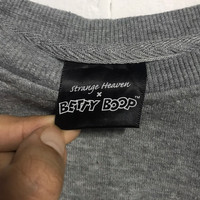 Strange Heaven
x
BETTY BOOP™